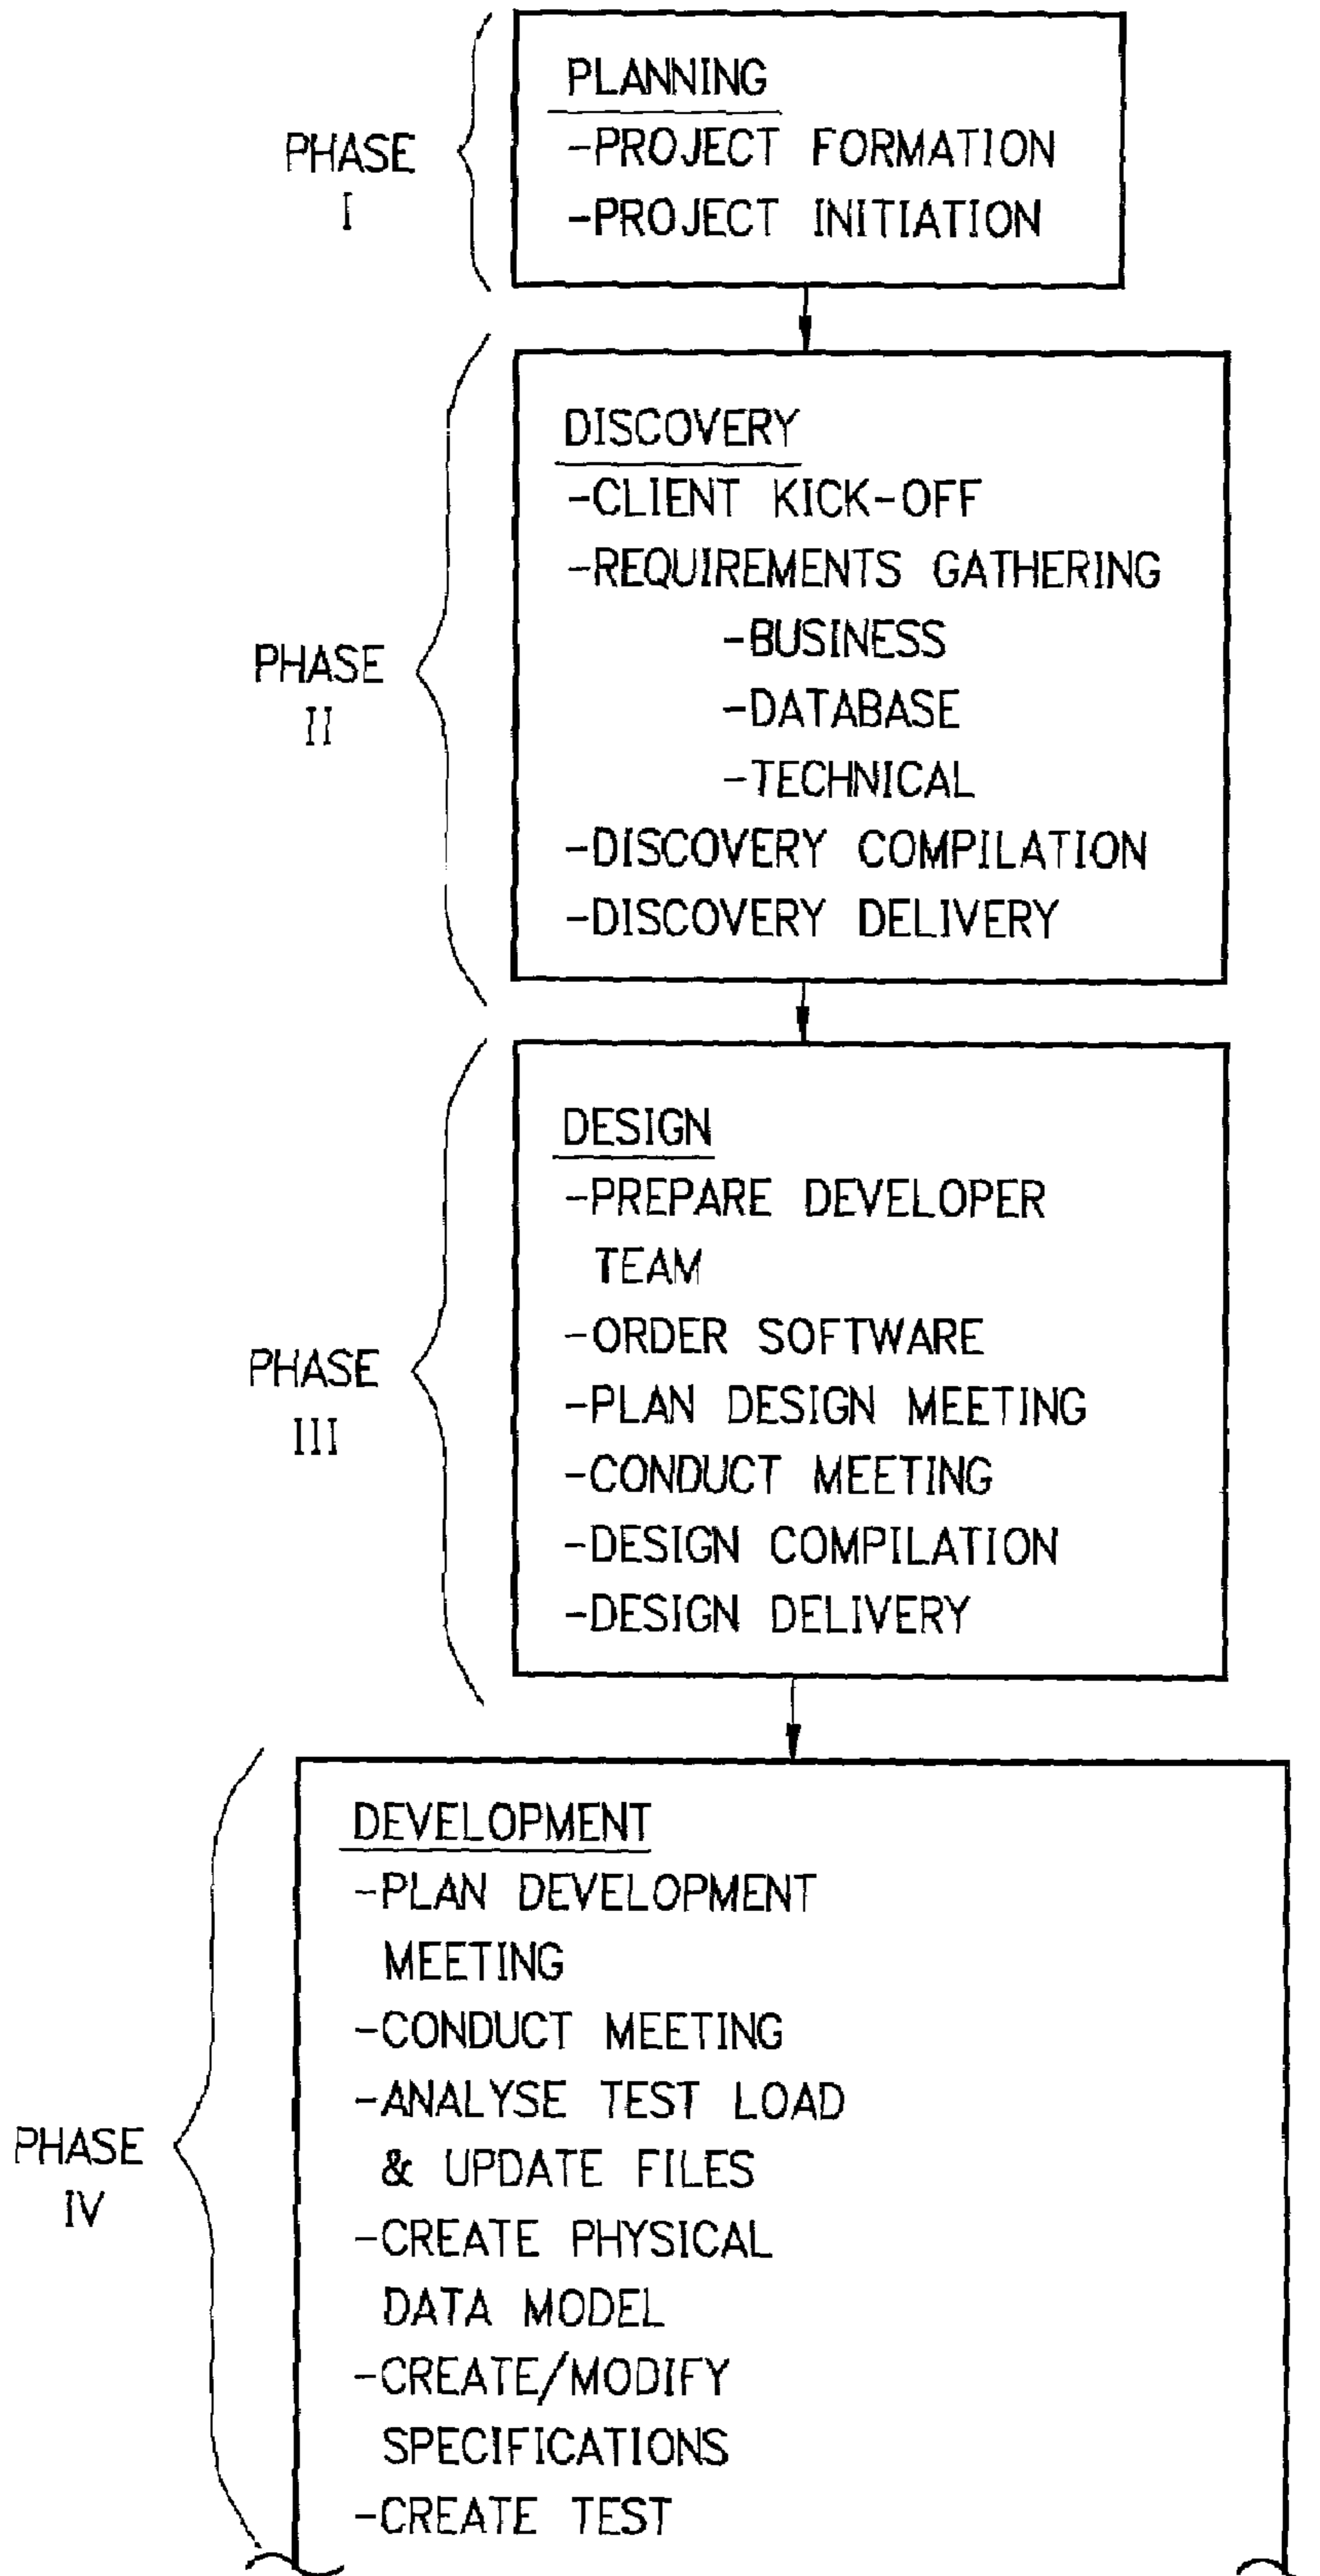 PLANNING
-PROJECT FORMATION
-PROJECT INITIATION
PHASE
I
DISCOVERY
-CLIENT KICK-OFF
-REQUIREMENTS GATHERING
-BUSINESS
-DATABASE
-TECHNICAL
-DISCOVERY COMPILATION
-DISCOVERY DELIVERY
PHASE
II
DESIGN
-PREPARE DEVELOPER
TEAM
-ORDER SOFTWARE
-PLAN DESIGN MEETING
-CONDUCT MEETING
-DESIGN COMPILATION
-DESIGN DELIVERY
PHASE
III
DEVELOPMENT
-PLAN DEVELOPMENT
MEETING
-CONDUCT MEETING
-ANALYSE TEST LOAD
& UPDATE FILES
-CREATE PHYSICAL
DATA MODEL
-CREATE/MODIFY
SPECIFICATIONS
-CREATE TEST
PHASE
IV